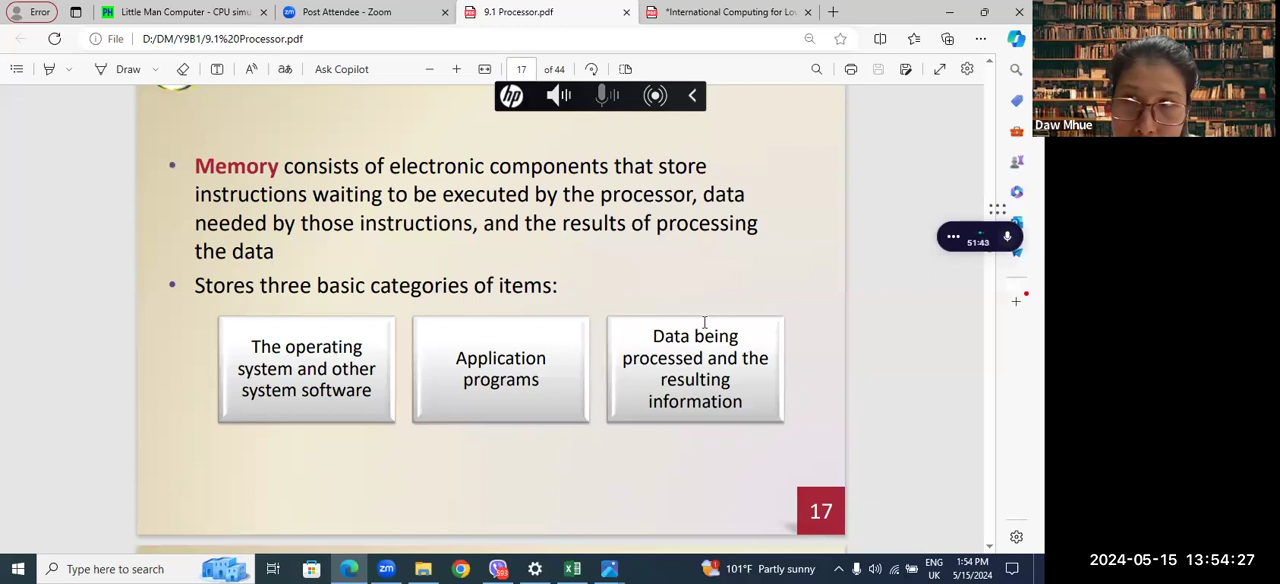 Error
Little Man Computer - CPU simu
Post Attendee - Zoom
9.1 Processor.pdf
*International Computing for Lo
File
D:/DM/Y9B1/9.1%20Processor.pdf
Draw
Ask Copilot
17
of 44
hp
Daw Mhue
• Memory consists of electronic components that store
instructions waiting to be executed by the processor, data
needed by those instructions, and the results of processing
the data
51:43
• Stores three basic categories of items:
The operating
system and other
system software
Application
programs
Data being
processed and the
resulting
information
17
Type here to search
101°F Partly sunny
ENG
UK
1:54 PM
5/15/2024
2024-05-15 13:54:27